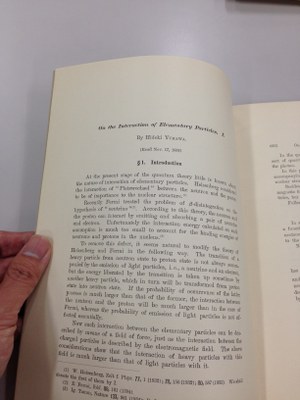 On the Interaction of Elementary Particles. I.
By Hideki YUKAWA.
(Read Nov. 17, 1934)
§ 1. Introduction
At the present stage of the quantum theory little is known about
the nature of interaction of elementary particles. Heisenberg considered
the interaction of "Platzwechsel" between the neutron and the proton
to be of importance to the nuclear structure.
Recently Fermi treated the problem of β-disintegration on the
hypothesis of "neutrino". According to this theory, the neutron and
the proton can interact by emitting and absorbing a pair of neutrino
and electron. Unfortunately the interaction energy calculated on such
assumption is much too small to account for the binding energies of
neutrons and protons in the nucleus.
To remove this defect, it seems natural to modify the theory of
Heisenberg and Fermi in the following way. The transition of a
heavy particle from neutron state to proton state is not always accom-
panied by the emission of light particles, i.e., a neutrino and an electron,
but the energy liberated by the transition is taken up sometimes by
another heavy particle, which in turn will be transformed from proton
state into neutron state. If the probability of occurrence of the latter
process is much larger than that of the former, the interaction between
the neutron and the proton will be much larger than in the case of
Fermi, whereas the probability of emission of light particles is not af-
fected essentially.
Now such interaction between the elementary particles can be des-
cribed by means of a field of force, just as the interaction between the
charged particles is described by the electromagnetic field. The above
considerations show that the interaction of heavy particles with this
field is much larger than that of light particles with it.